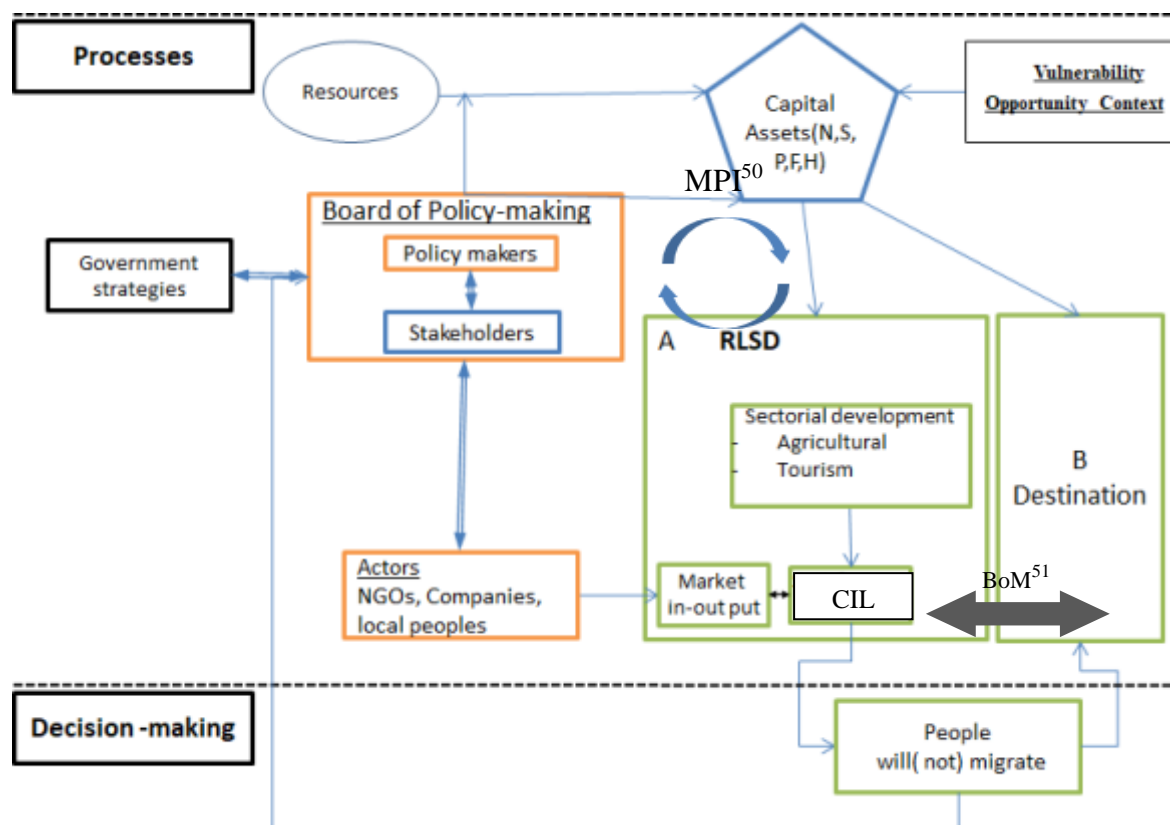 Processes
Resources
Capital
Assets(N,S,
P,F,H)
Vulnerability
Opportunity Context
MPI50
Board of Policy-making
Policy makers
Stakeholders
Government
strategies
A RLSD
Sectorial development
- Agricultural
- Tourism
B
Destination
Actors
NGOs, Companies,
local peoples
Market
in-out put
CIL
BoM51
Decision -making
People
will( not) migrate